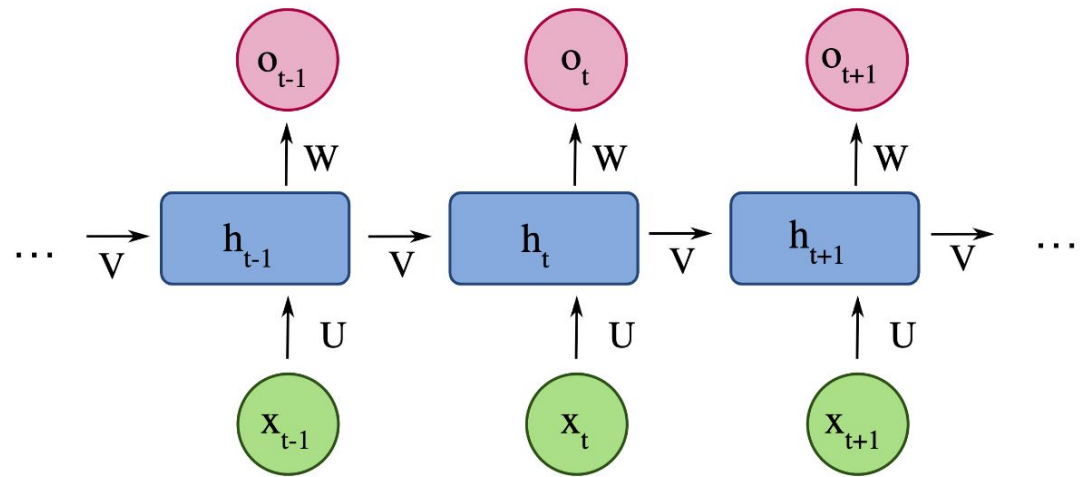 o_{t-1} o_t o_{t+1}
W W W
... V h_{t-1} V h_t V h_{t+1} V ...
U U U
x_{t-1} x_t x_{t+1}